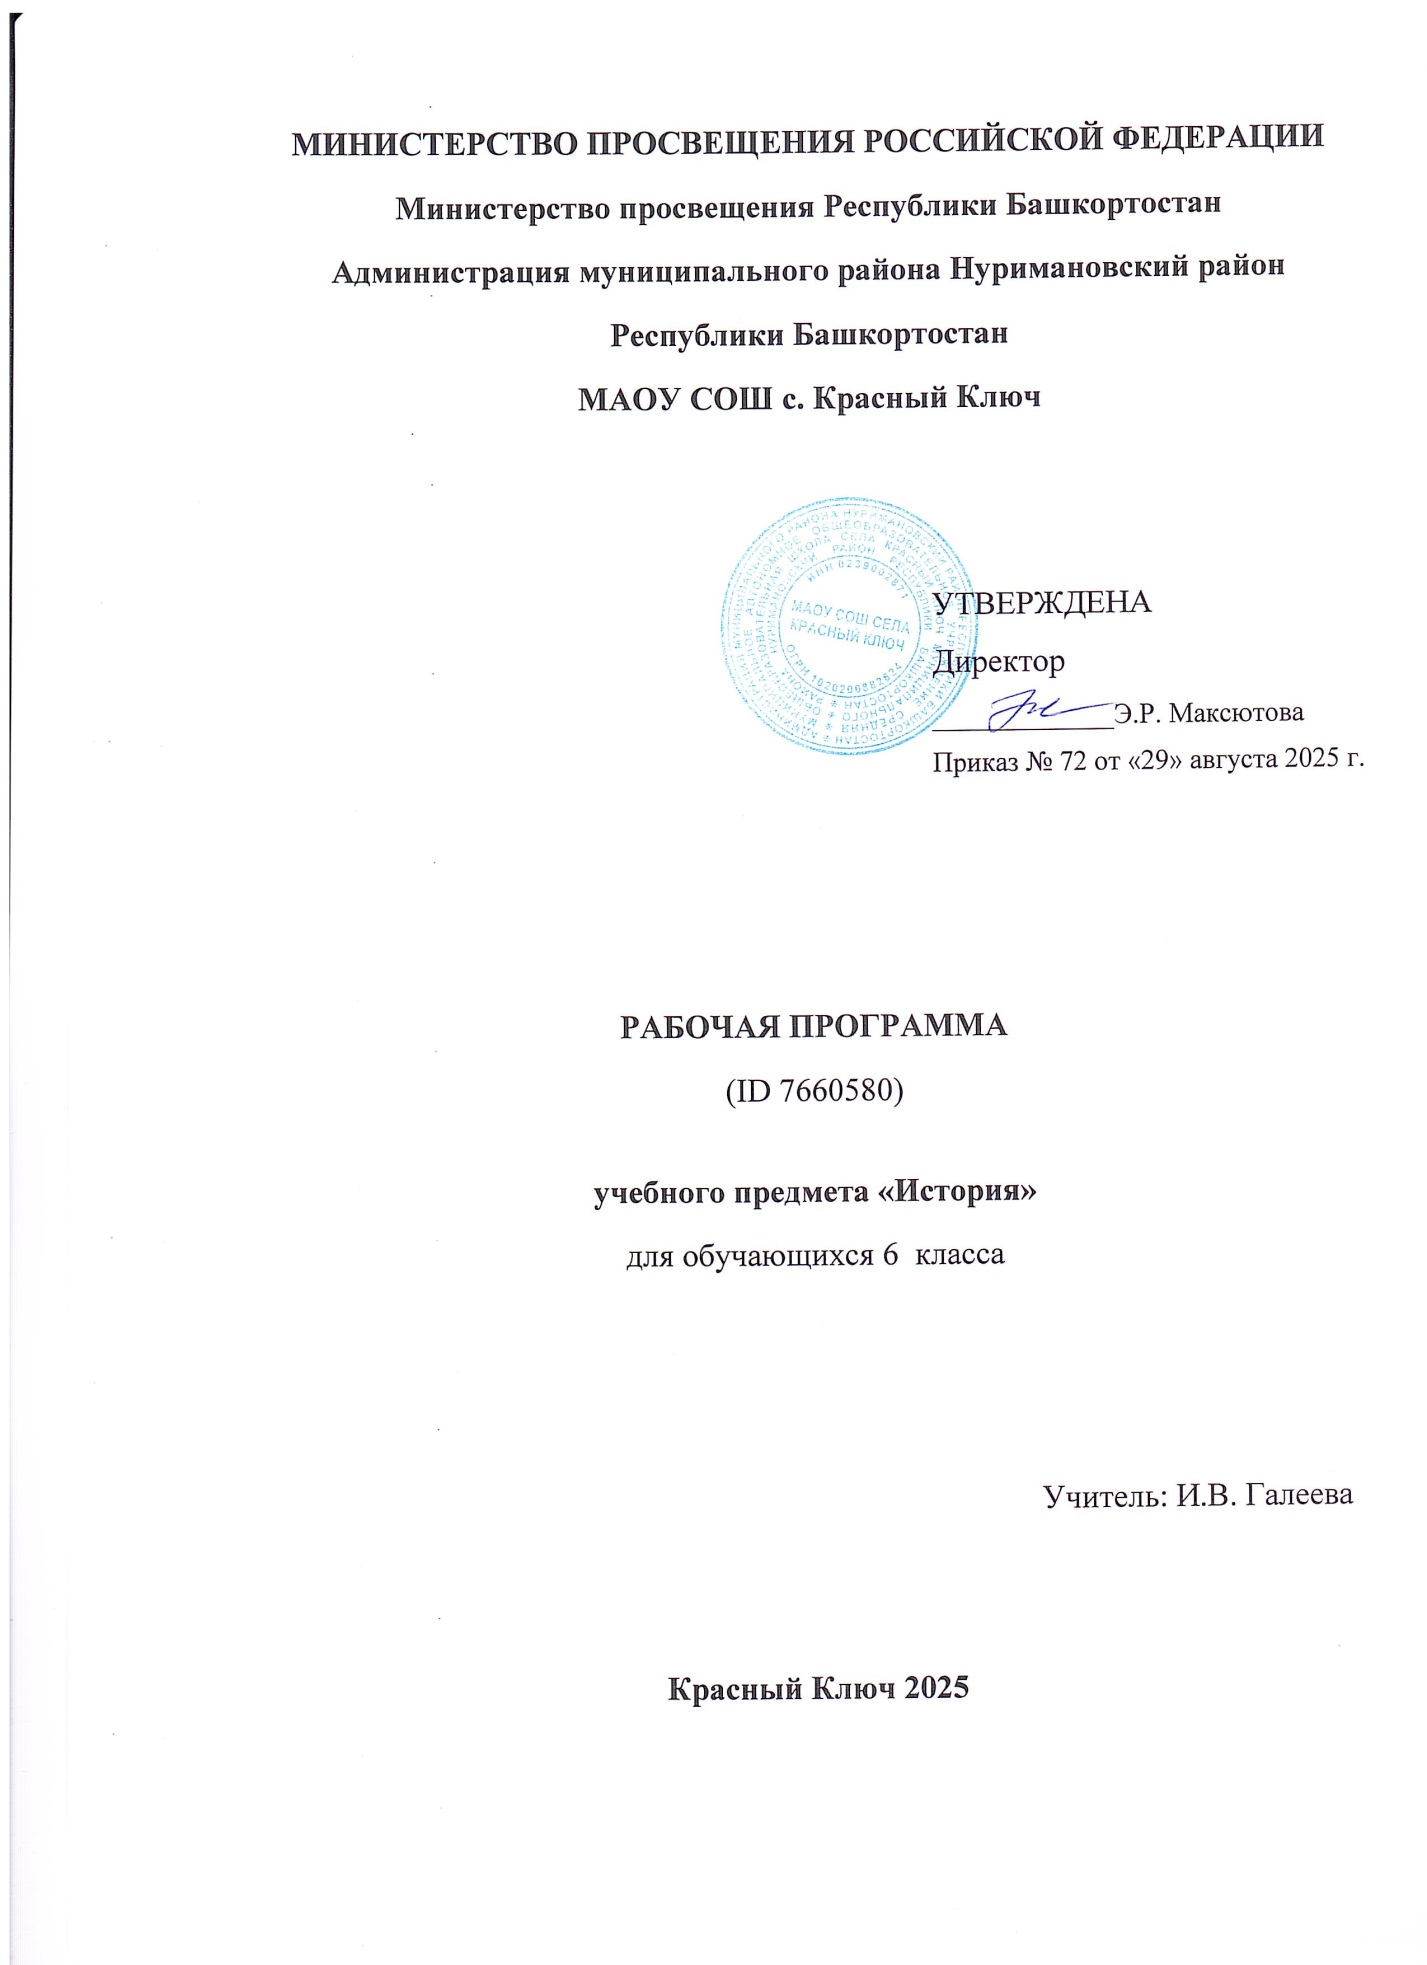 МИНИСТЕРСТВО ПРОСВЕЩЕНИЯ РОССИЙСКОЙ ФЕДЕРАЦИИ
Министерство просвещения Республики Башкортостан
Администрация муниципального района Нуримановский район
Республики Башкортостан
МАОУ СОШ с. Красный Ключ
ИНН 0239002871
МАОУ СОШ СЕЛА
КРАСНЫЙ КЛЮЧ
УТВЕРЖДЕНА
Директор
Э.Р. Максютова
Приказ № 72 от «29» августа 2025 г.
РАБОЧАЯ ПРОГРАММА
(ID 7660580)
учебного предмета «История»
для обучающихся 6 класса
Учитель: И.В. Галеева
Красный Ключ 2025